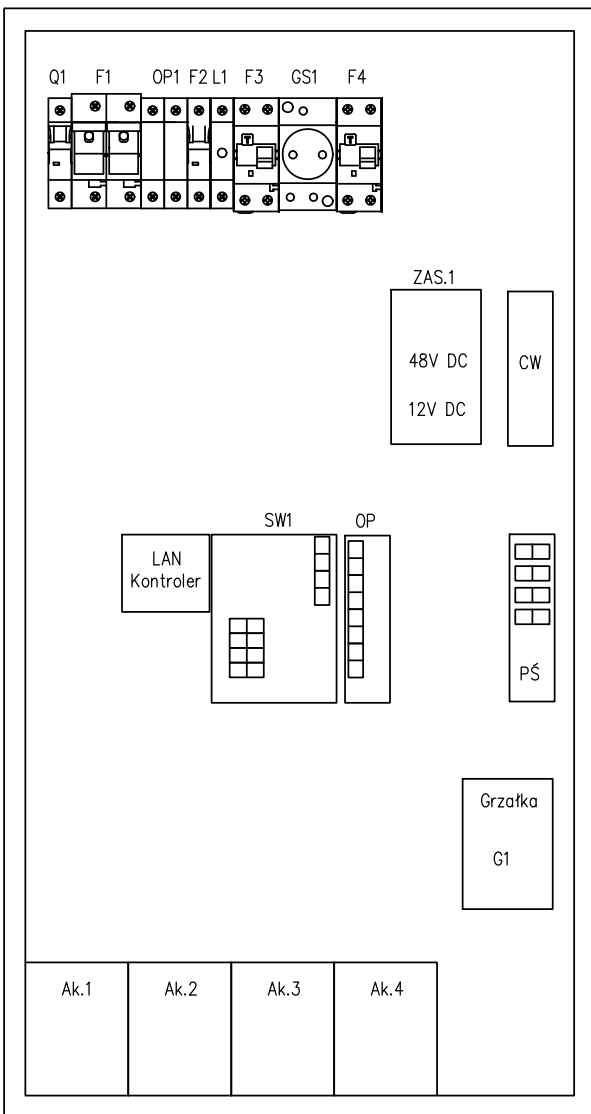 Q1 F1 OP1 F2 L1 F3 GS1 F4
ZAS.1
48V DC
12V DC
CW
SW1
OP
LAN
Kontroler
PŚ
Grzałka
G1
Ak.1 Ak.2 Ak.3 Ak.4